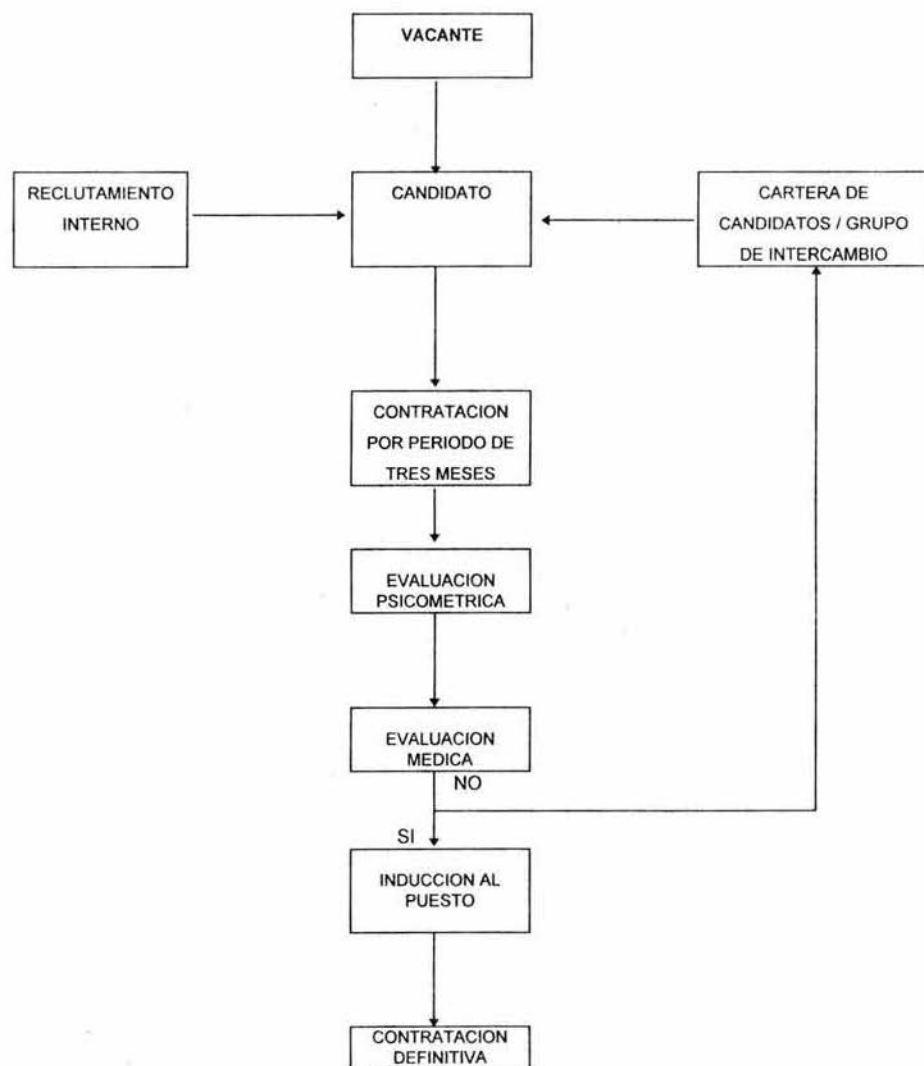 VACANTE
RECLUTAMIENTO
INTERNO
CANDIDATO
CARTERA DE
CANDIDATOS / GRUPO
DE INTERCAMBIO
CONTRATACION
POR PERIODO DE
TRES MESES
EVALUACION
PSICOMETRICA
EVALUACION
MEDICA
NO
SI
INDUCCION AL
PUESTO
CONTRATACION
DEFINITIVA